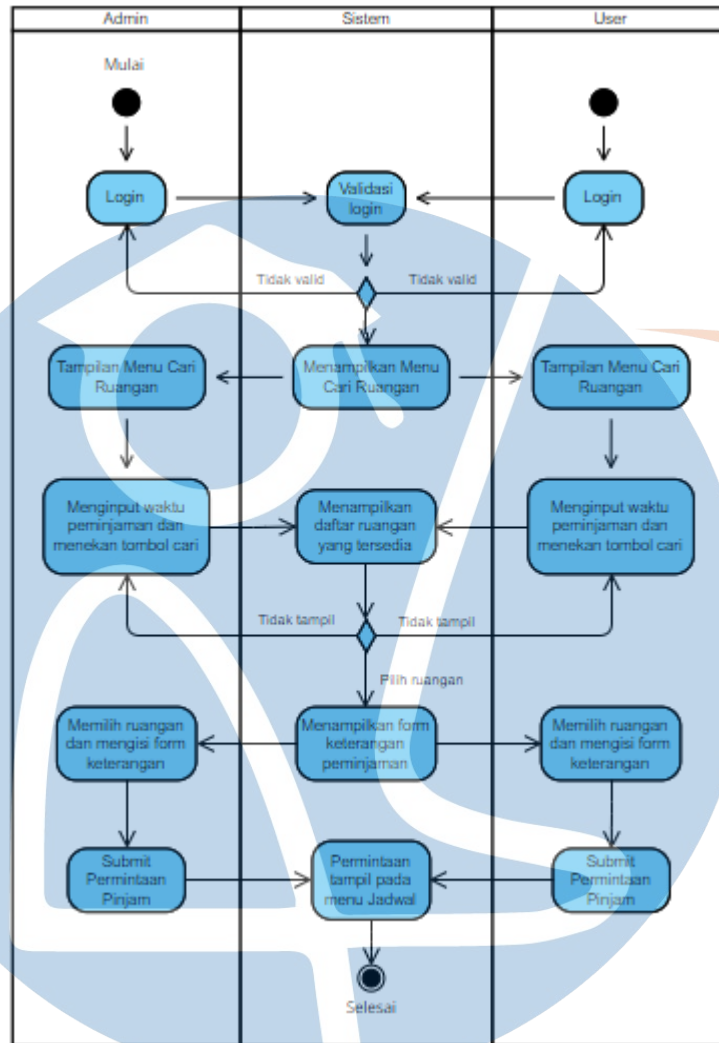 Admin
Sistem
User
Mulai
Login
Validasi
login
Login
Tidak valid
Tidak valid
Tampilan Menu Cari
Ruangan
Menampilkan Menu
Cari Ruangan
Tampilan Menu Cari
Ruangan
Menginput waktu
peminjaman dan
menekan tombol cari
Menampilkan
daftar ruangan
yang tersedia
Menginput waktu
peminjaman dan
menekan tombol cari
Tidak tampil
Tidak tampil
Pilih ruangan
Memilih ruangan
dan mengisi form
keterangan
Menampilkan form
keterangan
peminjaman
Memilih ruangan
dan mengisi form
keterangan
Submit
Permintaan
Pinjam
Permintaan
tampil pada
menu Jadwal
Submit
Permintaan
Pinjam
Selesai